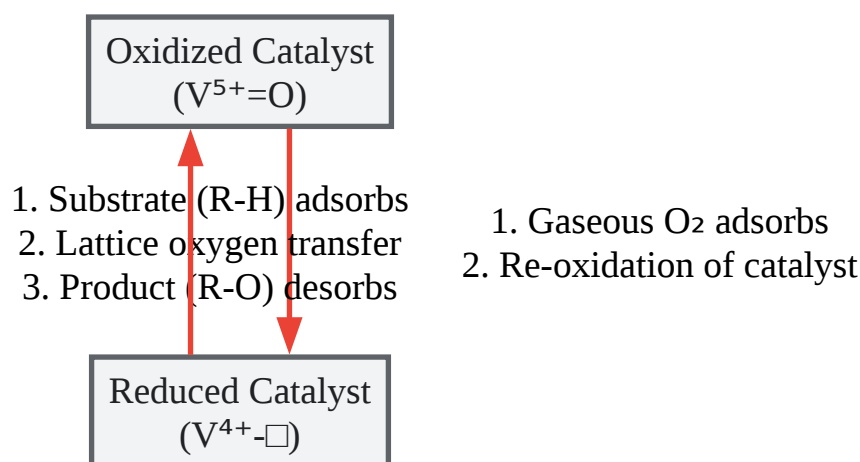 Oxidized Catalyst
(V⁵⁺=O)
1. Substrate (R-H) adsorbs
2. Lattice oxygen transfer
3. Product (R-O) desorbs
1. Gaseous O₂ adsorbs
2. Re-oxidation of catalyst
Reduced Catalyst
(V⁴⁺-□)